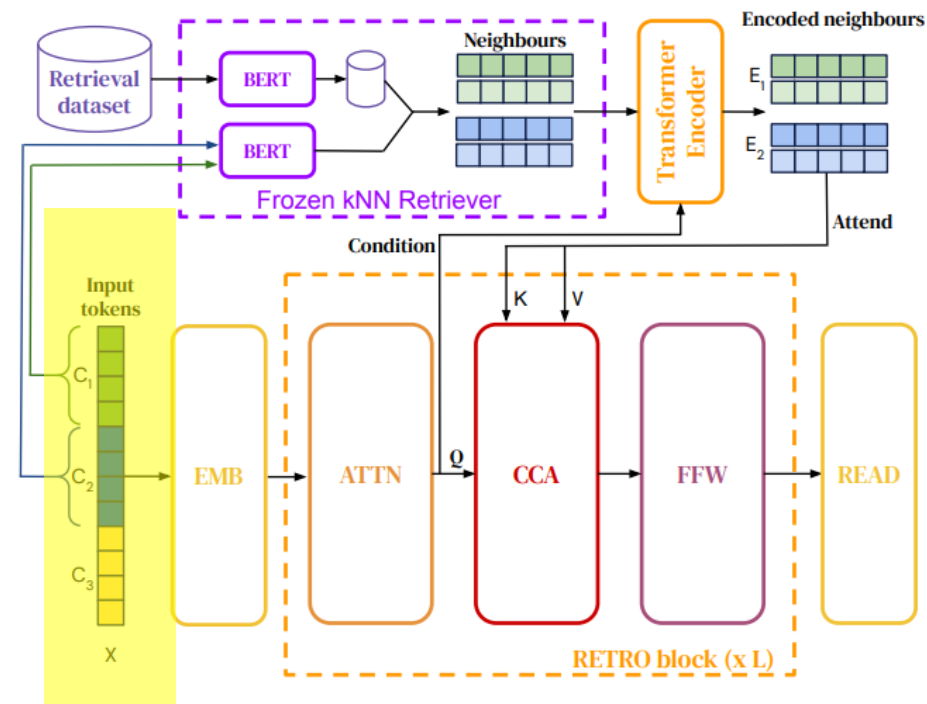 Encoded neighbours
Neighbours
Retrieval
dataset
BERT
BERT
Frozen kNN Retriever
Transformer
Encoder
E1
E2
Condition
Attend
K
V
Input
tokens
C1
C2
C3
X
EMB
ATTN
Q
CCA
FFW
READ
RETRO block (x L)